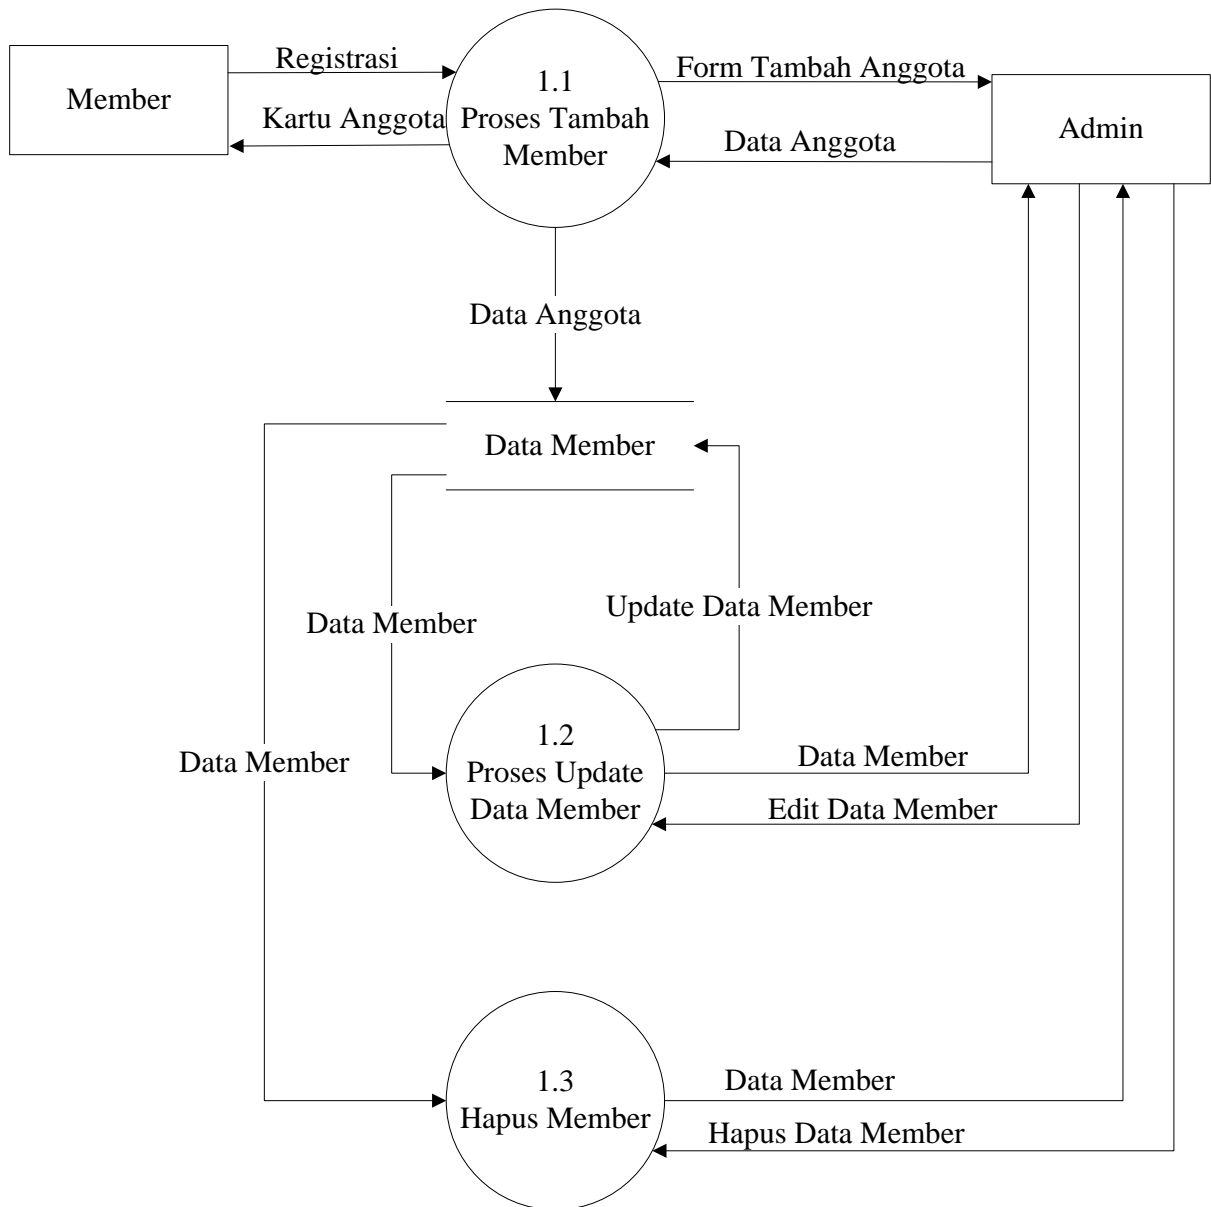 Registrasi
Member
Kartu Anggota
1.1
Proses Tambah
Member
Form Tambah Anggota
Data Anggota
Admin
Data Anggota
Data Member
Data Member
Update Data Member
Data Member
1.2
Proses Update
Data Member
Data Member
Edit Data Member
1.3
Hapus Member
Data Member
Hapus Data Member